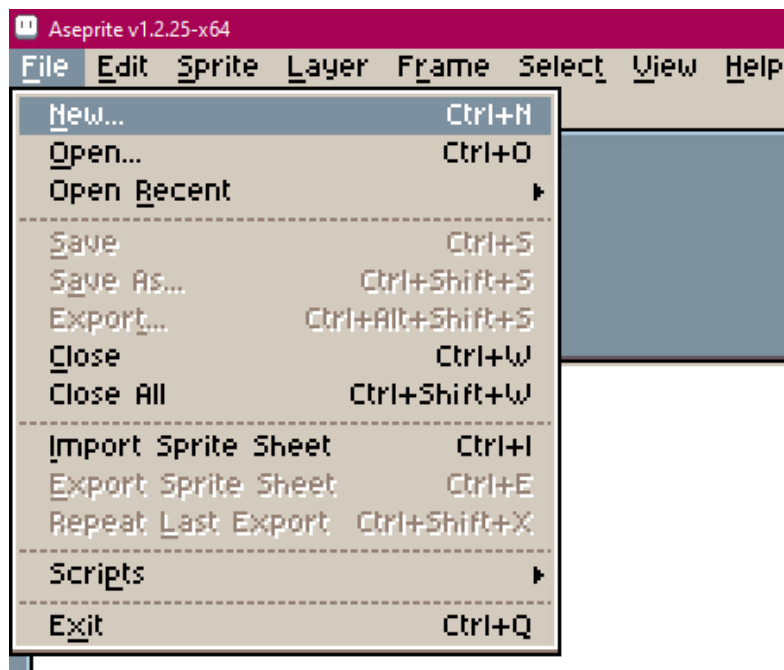 Aseprite v1.2.25-x64
File Edit Sprite Layer Frame Select View Help
New... Ctrl+N
Open... Ctrl+O
Open Recent
Save Ctrl+S
Save As... Ctrl+Shift+S
Export... Ctrl+Alt+Shift+S
Close Ctrl+W
Close All Ctrl+Shift+W
Import Sprite Sheet Ctrl+I
Export Sprite Sheet Ctrl+E
Repeat Last Export Ctrl+Shift+X
Scripts
Exit Ctrl+Q